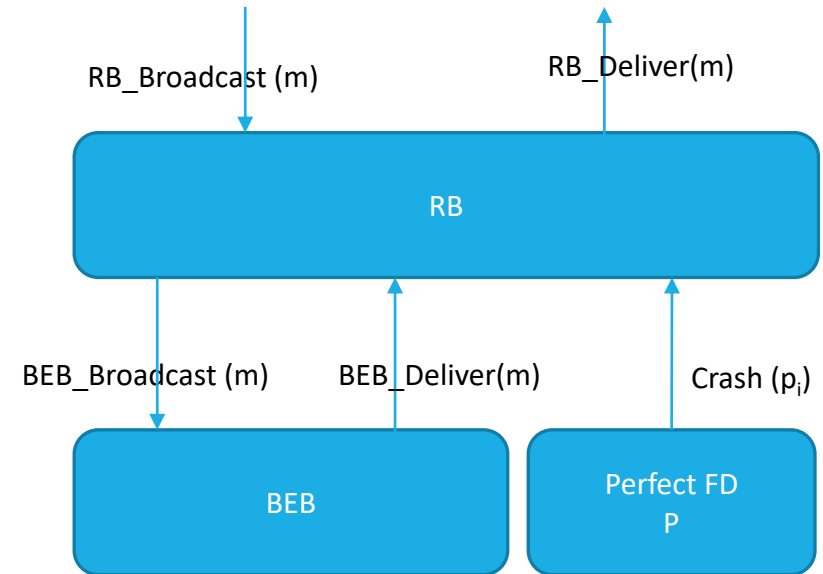 RB_Broadcast (m)
RB_Deliver(m)
RB
BEB_Broadcast (m)
BEB_Deliver(m)
Crash (pi)
BEB
Perfect FD
P